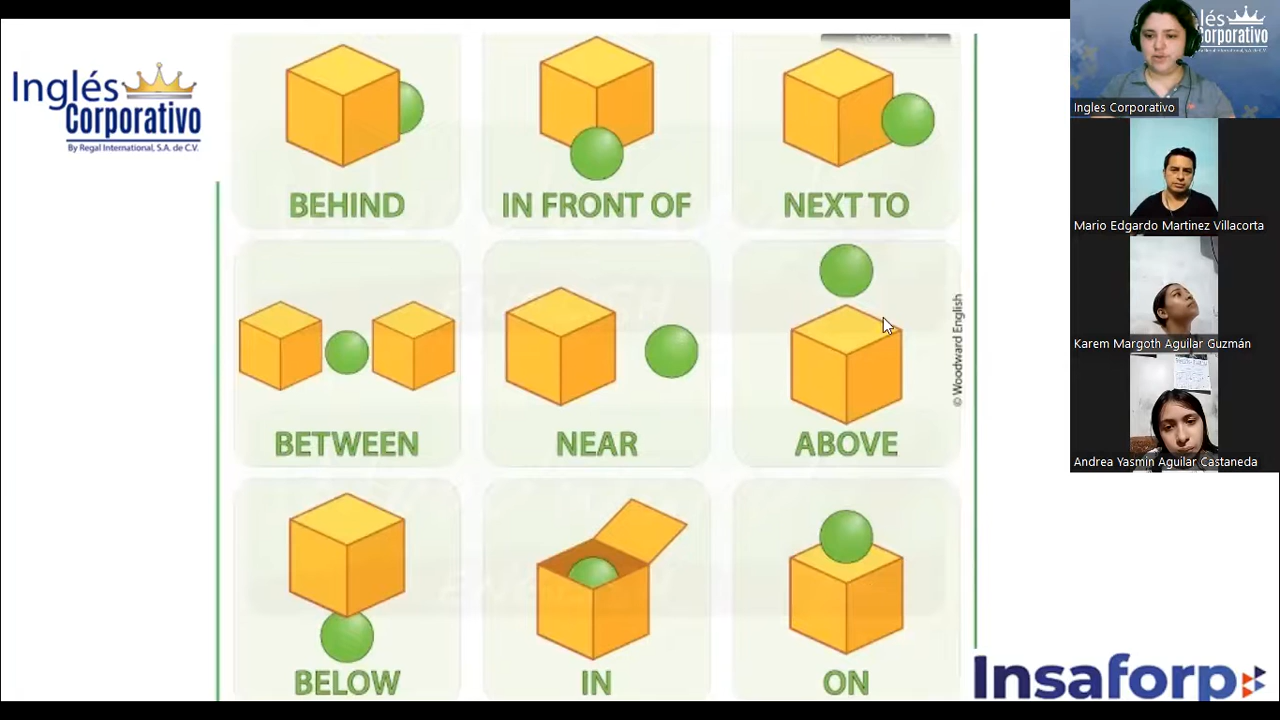 Inglés
Corporativo
By Regal International, S.A. de C.V.
BEHIND
IN FRONT OF
NEXT TO
BETWEEN
NEAR
ABOVE
© Woodward English
BELOW
IN
ON
Insaforp
lés
Corporativo
Ingles Corporativo
Mario Edgardo Martinez Villacorta
Karem Margoth Aguilar Guzmán
Andrea Yasmin Aguilar Castaneda